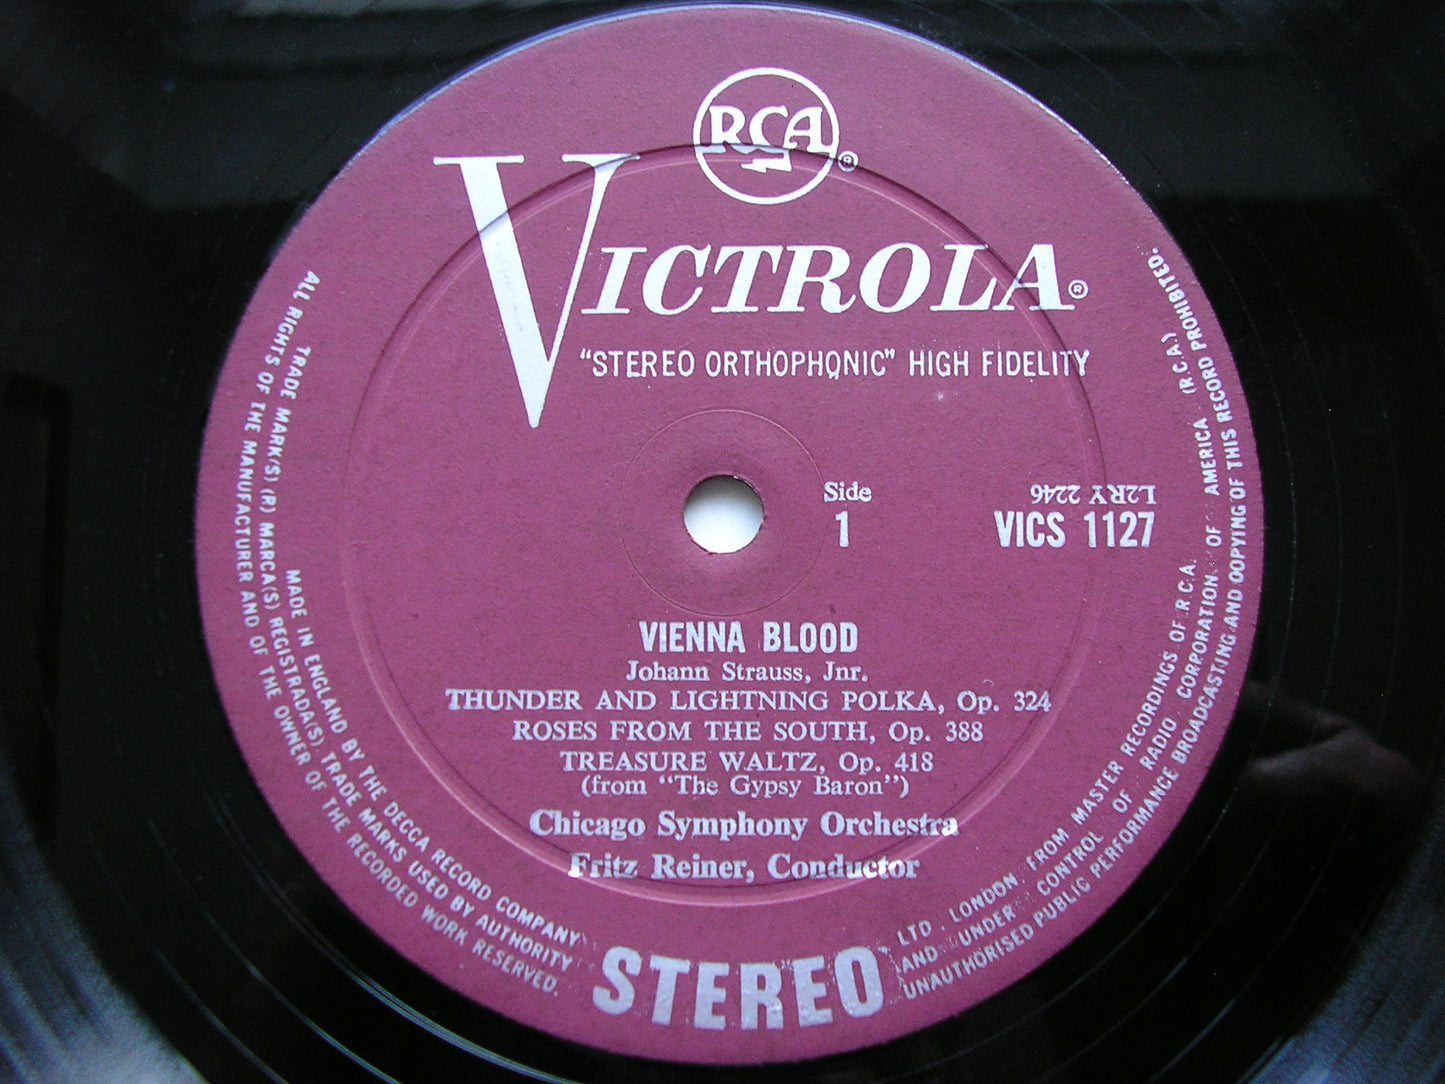 RCA®
VICTROLA®
"STEREO ORTHOPHONIC" HIGH FIDELITY
Side
1
L2RY 2246
VICS 1127
VIENNA BLOOD
Johann Strauss, Jnr.
THUNDER AND LIGHTNING POLKA, Op. 324
ROSES FROM THE SOUTH, Op. 388
TREASURE WALTZ, Op. 418
(from "The Gypsy Baron")
Chicago Symphony Orchestra
Fritz Reiner, Conductor
STEREO
MADE IN ENGLAND BY THE DECCA RECORD COMPANY
LTD. LONDON FROM MASTER RECORDINGS OF R.C.A.
TRADE MARK(S) (R) MARCA(S) REGISTRADA(S). TRADE MARKS USED BY AUTHORITY
AND UNDER CONTROL OF RADIO CORPORATION OF AMERICA (R.C.A.)
ALL RIGHTS OF THE MANUFACTURER AND OF THE OWNER OF THE RECORDED WORK RESERVED.
UNAUTHORISED PUBLIC PERFORMANCE BROADCASTING AND COPYING OF THIS RECORD PROHIBITED.